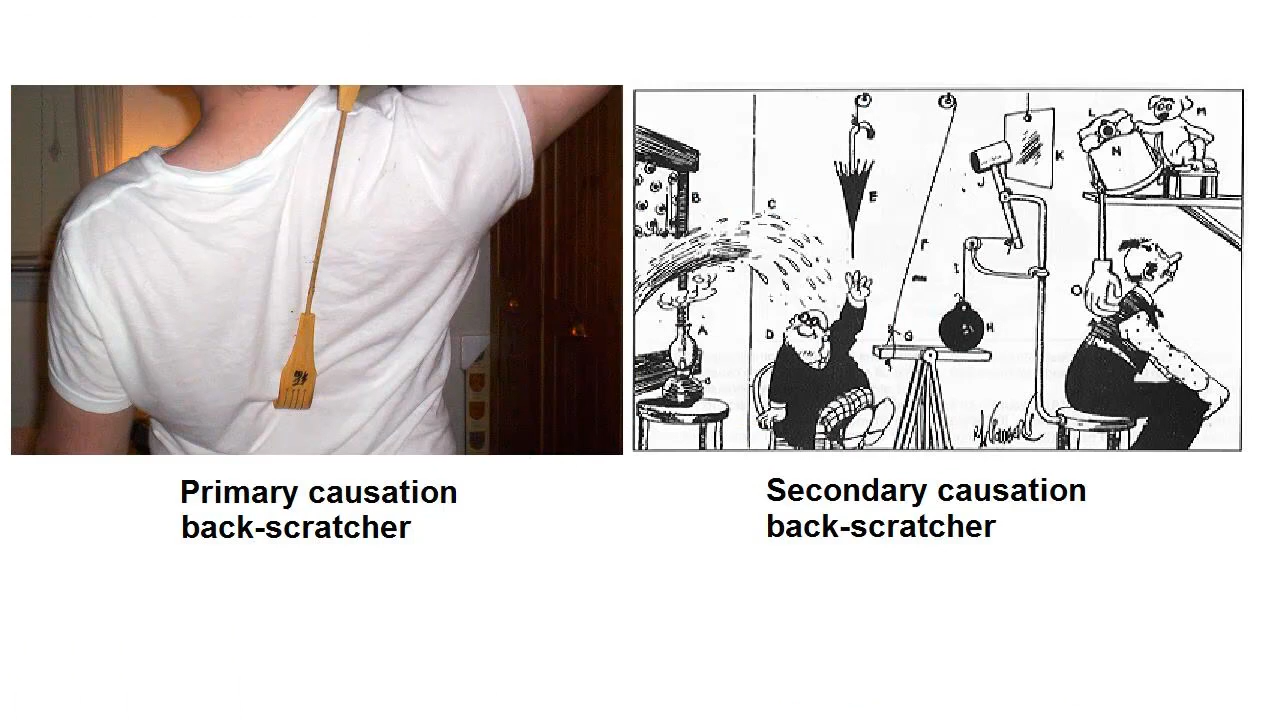 B
C
E
F
G
I
H
J
K
L
N
M
O
A
D
Primary causation
back-scratcher
Secondary causation
back-scratcher